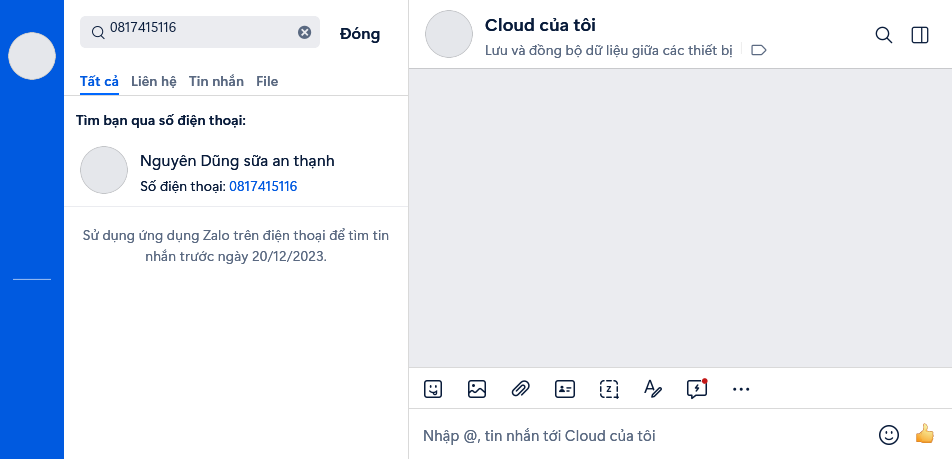 0817415116
Đóng
Tất cả Liên hệ Tin nhắn File
Tìm bạn qua số điện thoại:
Nguyên Dũng sữa an thạnh
Số điện thoại: 0817415116
Sử dụng ứng dụng Zalo trên điện thoại để tìm tin
nhắn trước ngày 20/12/2023.
Cloud của tôi
Lưu và đồng bộ dữ liệu giữa các thiết bị
Nhập @, tin nhắn tới Cloud của tôi